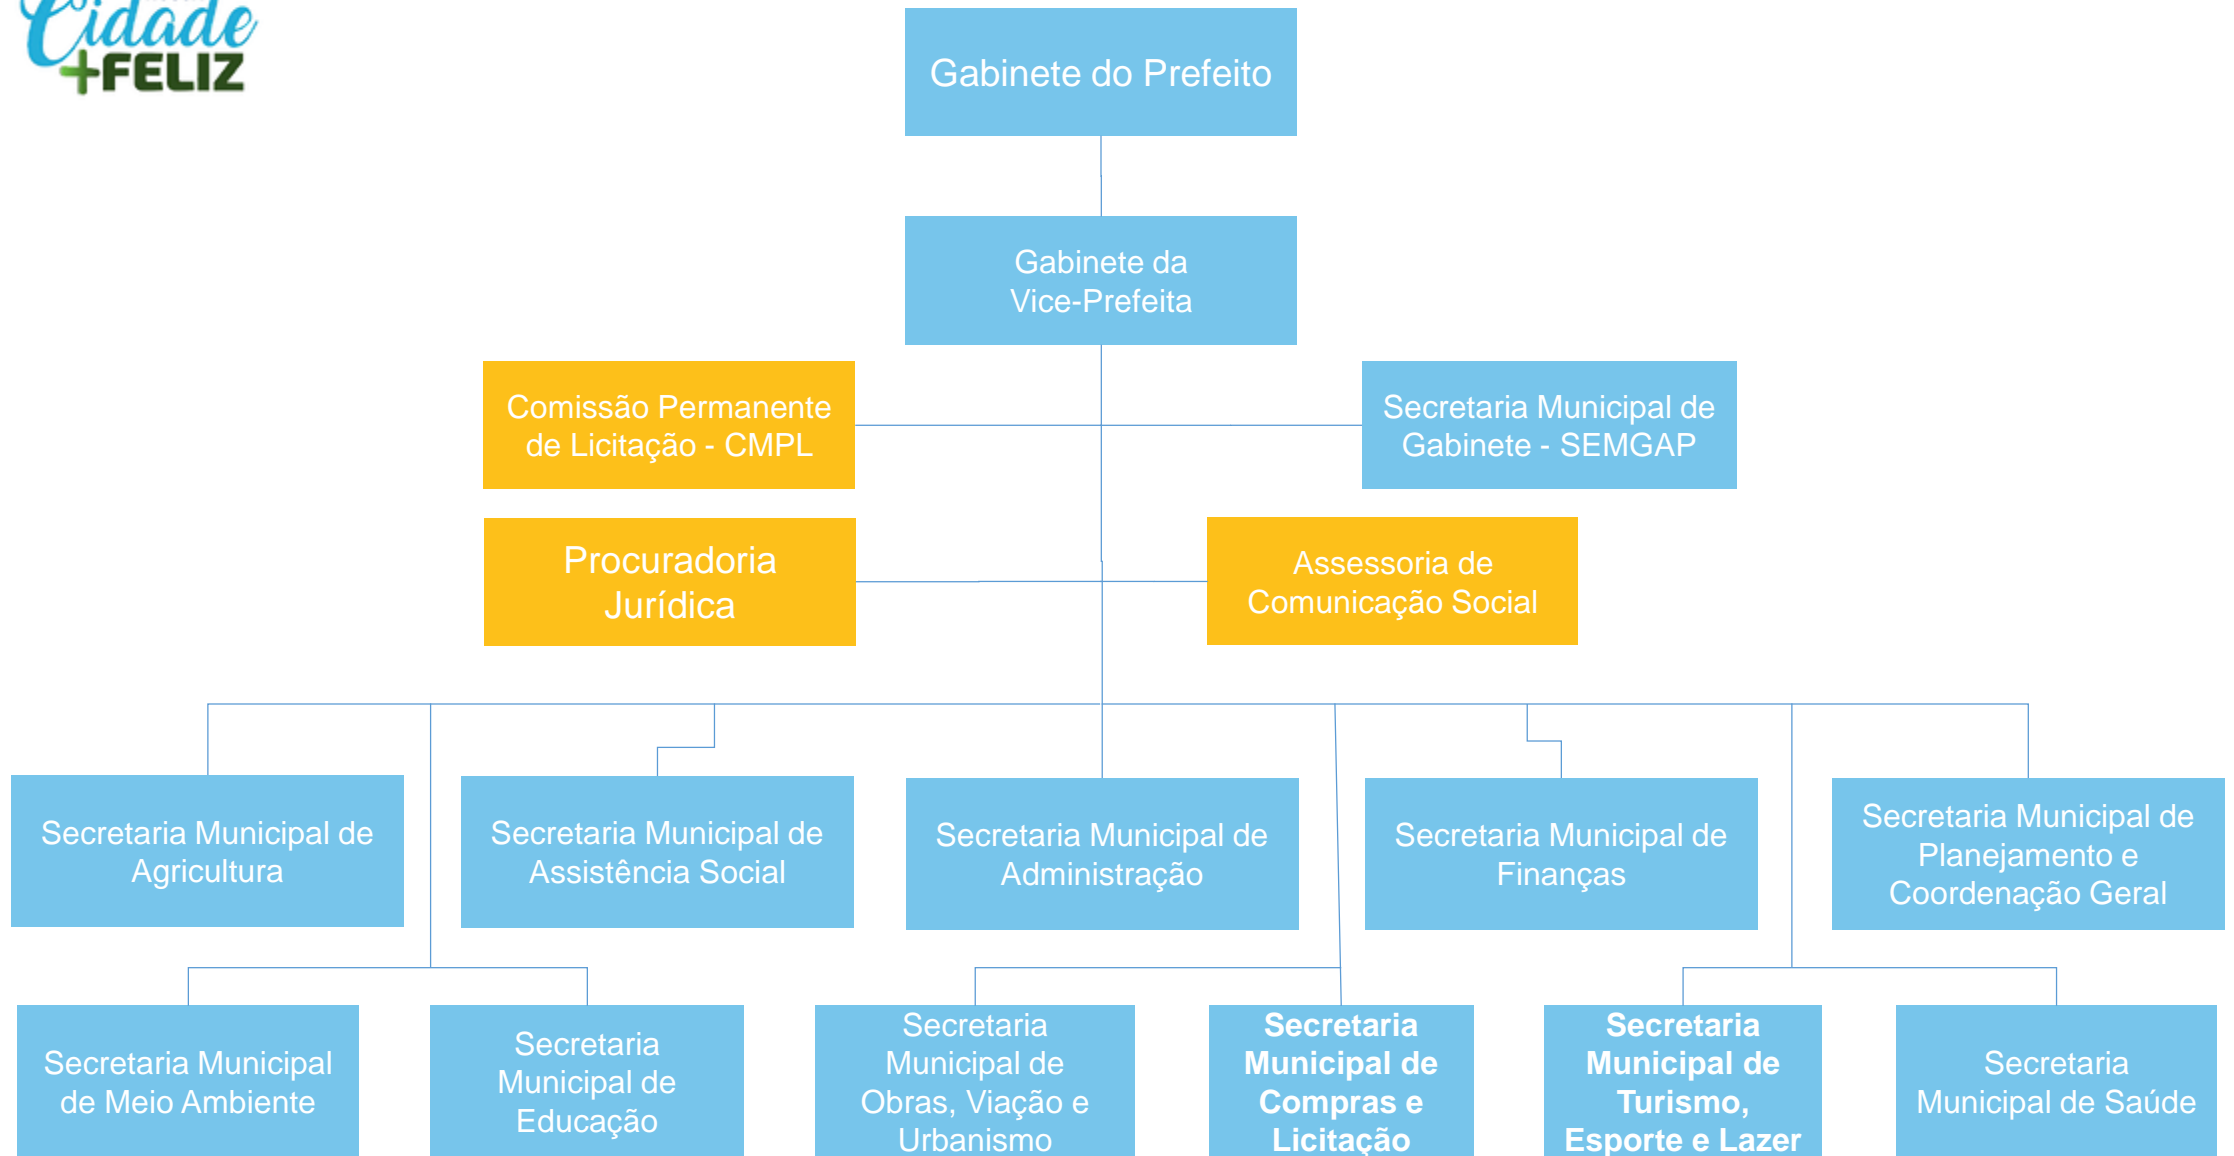 Cidade
+FELIZ
Gabinete do Prefeito
Gabinete da
Vice-Prefeita
Comissão Permanente
de Licitação - CMPL
Secretaria Municipal de
Gabinete - SEMGAP
Procuradoria
Jurídica
Assessoria de
Comunicação Social
Secretaria Municipal de
Agricultura
Secretaria Municipal de
Assistência Social
Secretaria Municipal de
Administração
Secretaria Municipal de
Finanças
Secretaria Municipal de
Planejamento e
Coordenação Geral
Secretaria Municipal
de Meio Ambiente
Secretaria
Municipal de
Educação
Secretaria
Municipal de
Obras, Viação e
Urbanismo
Secretaria
Municipal de
Compras e
Licitação
Secretaria
Municipal de
Turismo,
Esporte e Lazer
Secretaria
Municipal de Saúde